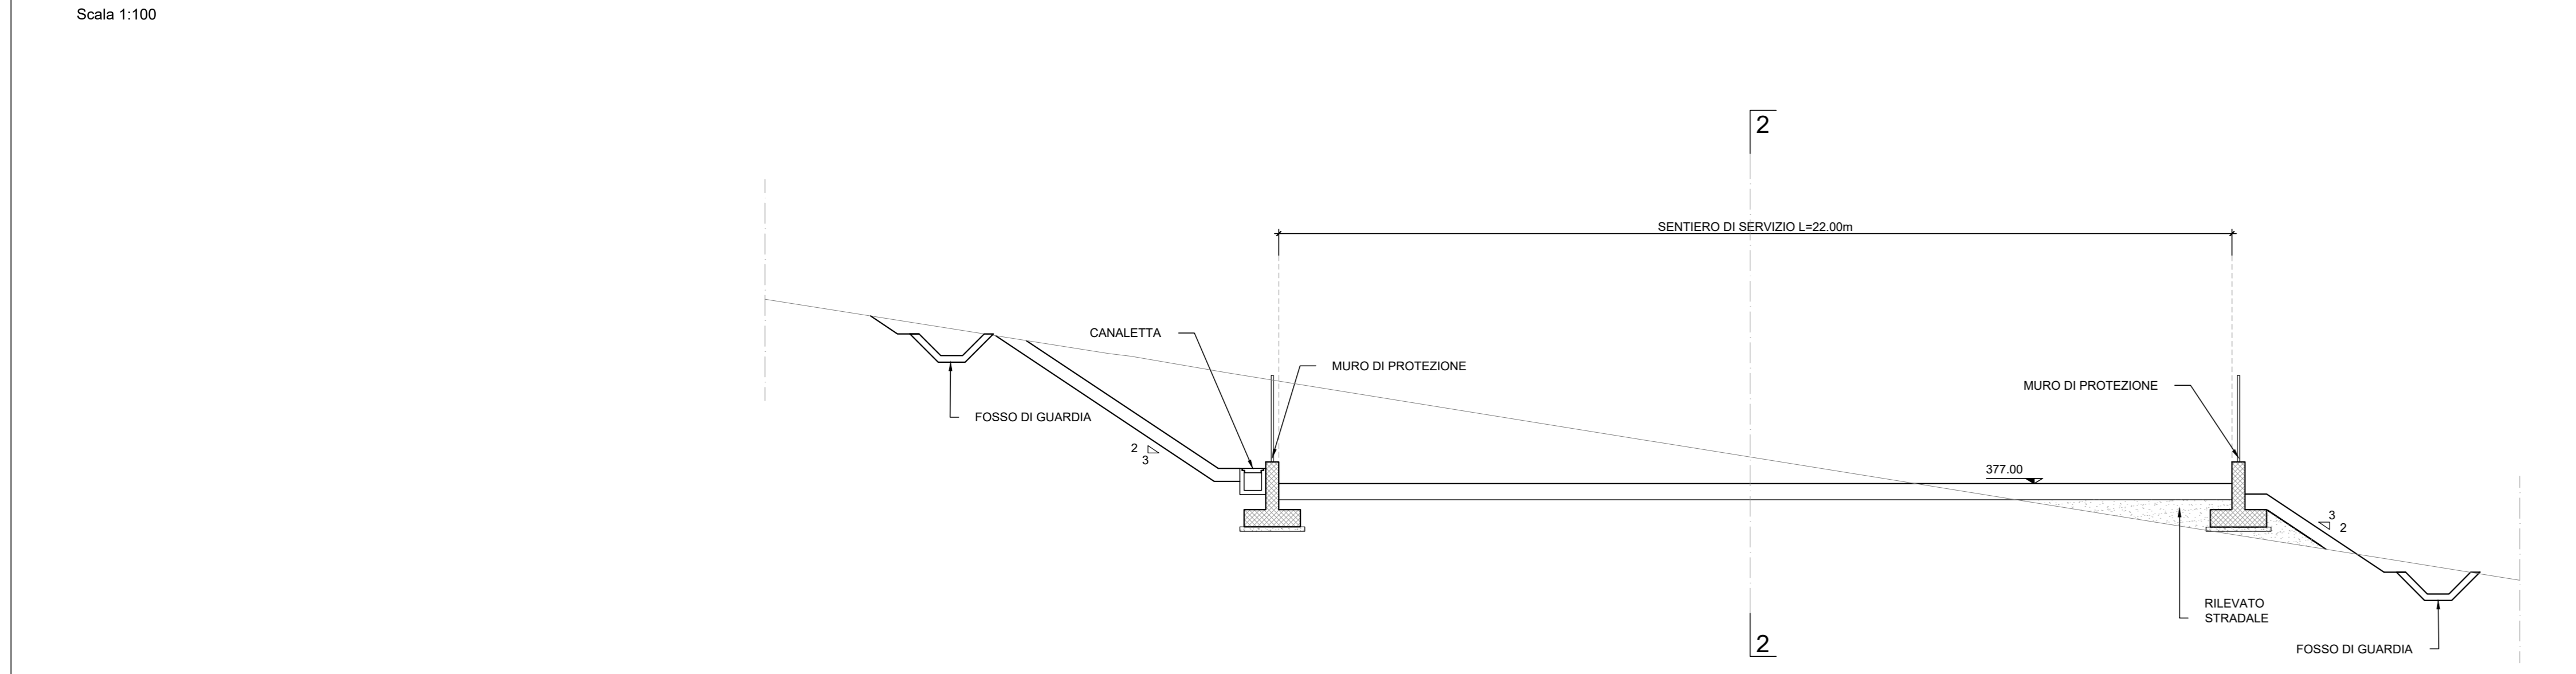 Scala 1:100
2
SENTIERO DI SERVIZIO L=22.00m
CANALETTA
MURO DI PROTEZIONE
MURO DI PROTEZIONE
FOSSO DI GUARDIA
2
3
377.00
3
2
RILEVATO
STRADALE
2
FOSSO DI GUARDIA